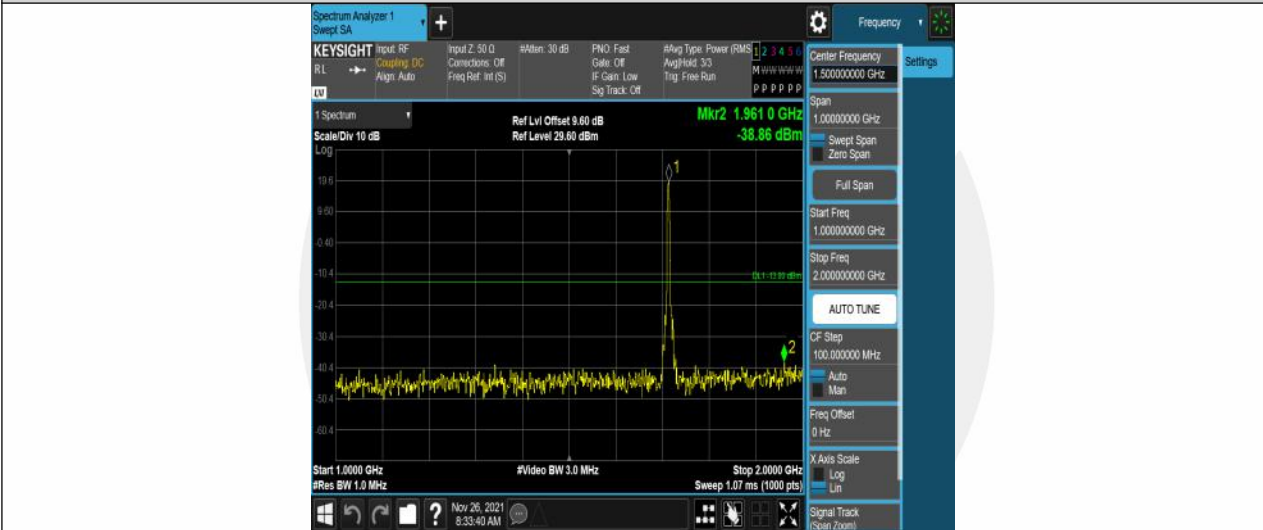 Spectrum Analyzer 1
Swept SA
+
Frequency
KEYSIGHT
Input: RF
Coupling: DC
Align: Auto
RL
LV
Input Z: 50 Ω
Corrections: Off
Freq Ref: Int (S)
#Atten: 30 dB
PNO: Fast
Gate: Off
IF Gain: Low
Sig Track: Off
#Avg Type: Power (RMS
Avg|Hold: 3/3
Trig: Free Run
1 2 3 4 5 6
M W W W W W
P P P P P P
1 Spectrum
Scale/Div 10 dB
Log
Ref Lvl Offset 9.60 dB
Ref Level 29.60 dBm
Mkr2 1.961 0 GHz
-38.86 dBm
19.6
9.60
-0.40
-10.4
-20.4
-30.4
-40.4
-50.4
-60.4
1
2
Start 1.0000 GHz
#Res BW 1.0 MHz
#Video BW 3.0 MHz
Stop 2.0000 GHz
Sweep 1.07 ms (1000 pts)
Nov 26, 2021
8:33:40 AM
?
Center Frequency
1.500000000 GHz
Span
1.00000000 GHz
Swept Span
Zero Span
Full Span
Start Freq
1.000000000 GHz
Stop Freq
2.000000000 GHz
AUTO TUNE
CF Step
100.000000 MHz
Auto
Man
Freq Offset
0 Hz
X Axis Scale
Log
Lin
Signal Track
(Span Zoom)
Settings